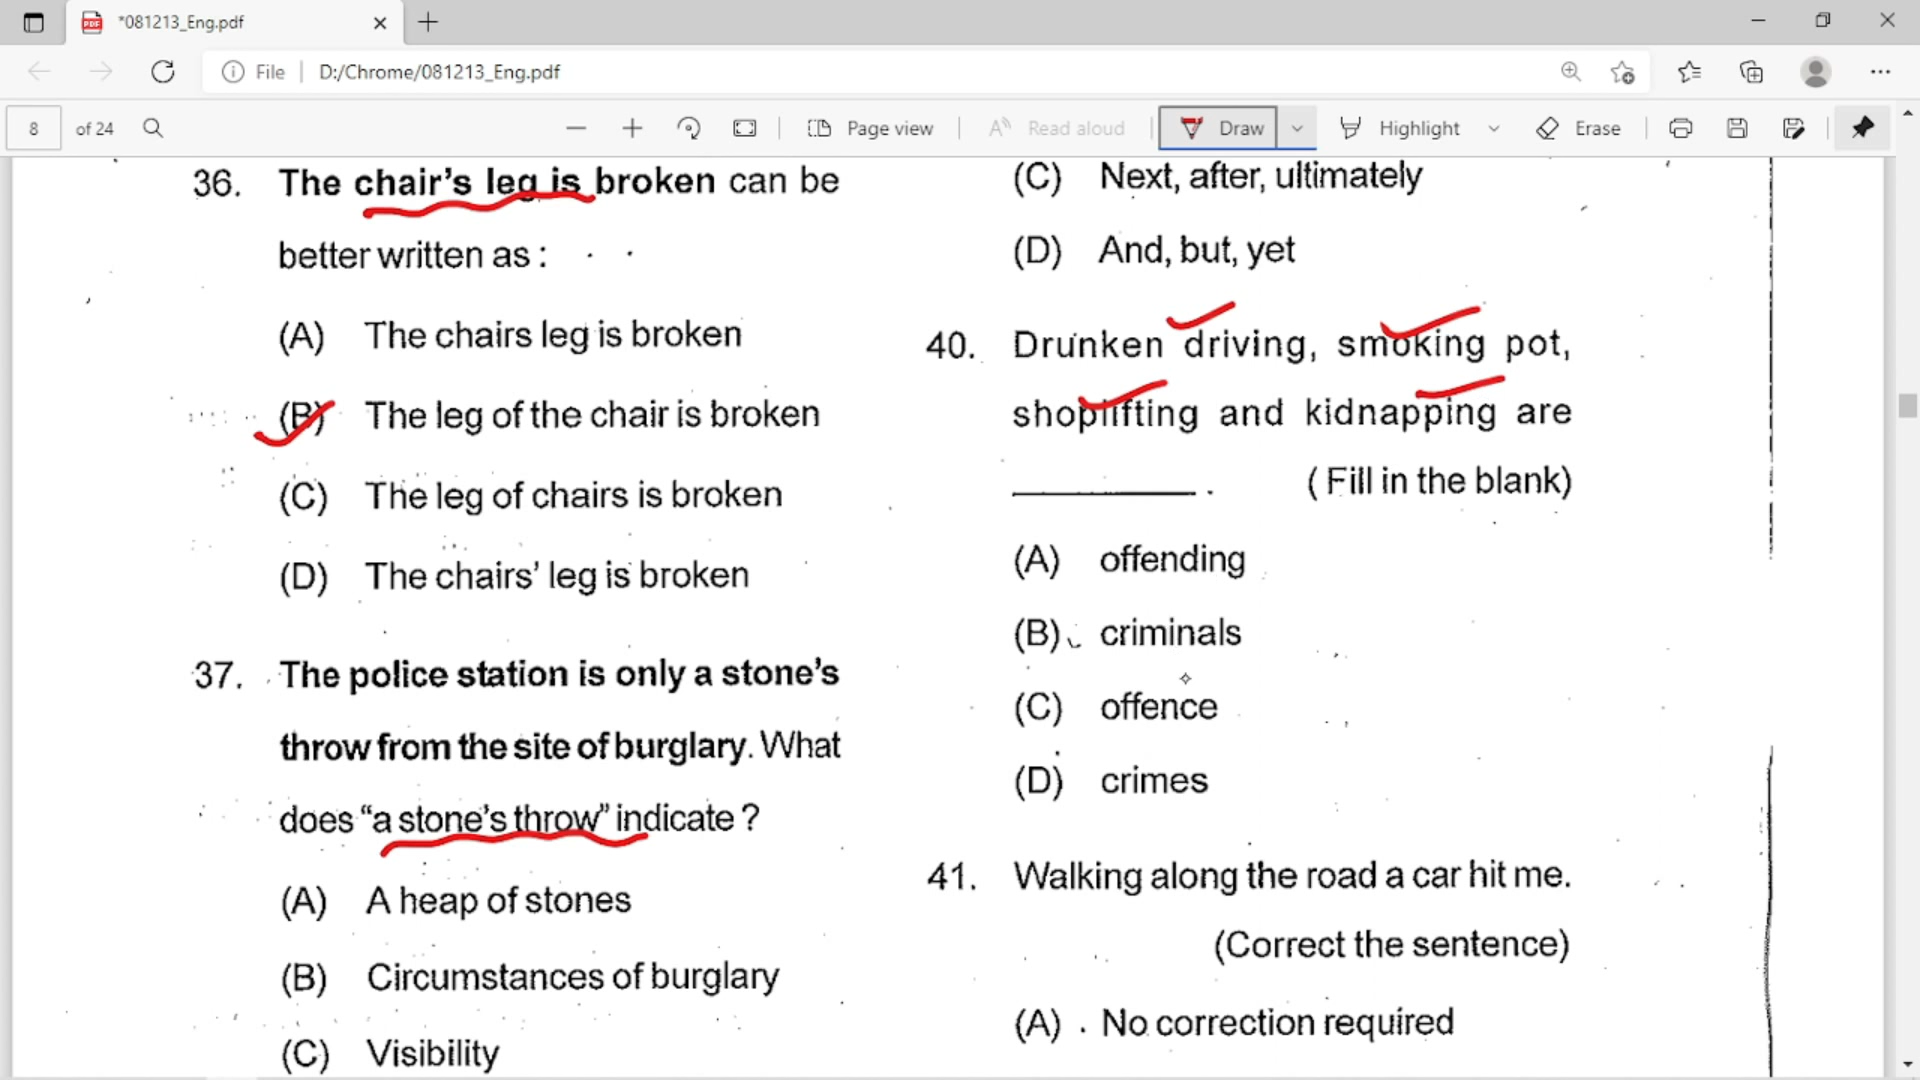 *081213_Eng.pdf
File
D:/Chrome/081213_Eng.pdf
8 of 24
Page view
Read aloud
Draw
Highlight
Erase
36. The chair's leg is broken can be
better written as :
(A) The chairs leg is broken
(B) The leg of the chair is broken
(C) The leg of chairs is broken
(D) The chairs' leg is broken
37. The police station is only a stone's
throw from the site of burglary. What
does "a stone's throw" indicate ?
(A) A heap of stones
(B) Circumstances of burglary
(C) Visibility
(C) Next, after, ultimately
(D) And, but, yet
40. Drunken driving, smoking pot,
shoplifting and kidnapping are
__________. ( Fill in the blank)
(A) offending
(B) criminals
(C) offence
(D) crimes
41. Walking along the road a car hit me.
(Correct the sentence)
(A) No correction required